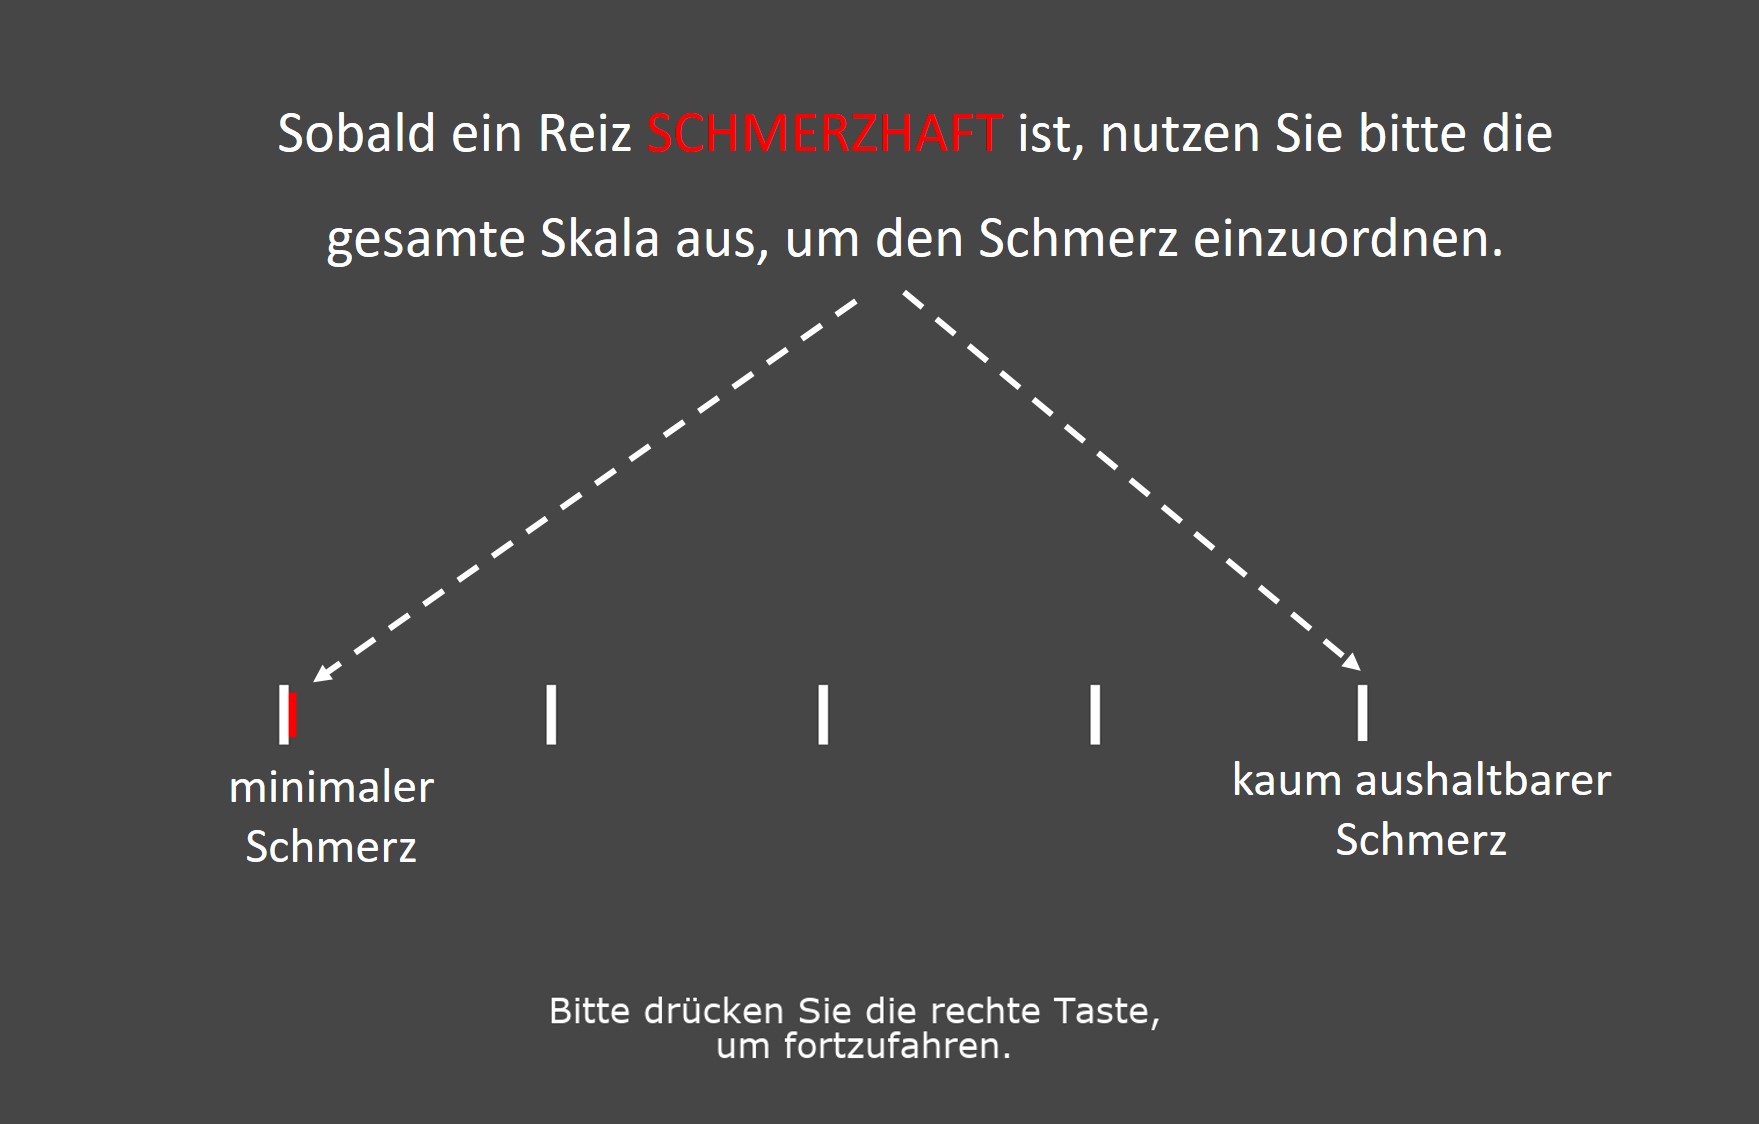 Sobald ein Reiz SCHMERZHAFT ist, nutzen Sie bitte die
gesamte Skala aus, um den Schmerz einzuordnen.
minimaler
Schmerz
kaum aushaltbarer
Schmerz
Bitte drücken Sie die rechte Taste,
um fortzufahren.